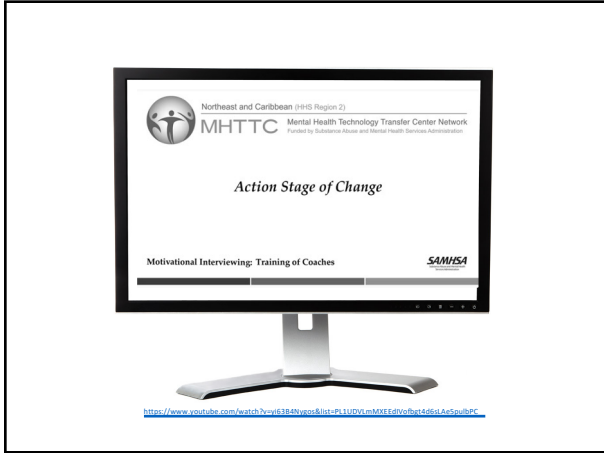 Northeast and Caribbean (HHS Region 2)
MHTTC
Mental Health Technology Transfer Center Network
Funded by Substance Abuse and Mental Health Services Administration
Action Stage of Change
Motivational Interviewing: Training of Coaches
SAMHSA
https://www.youtube.com/watch?v=yi63B4Nygos&list=PL1UDVLmMXEEdIVofbgt4d6sLAe5pulbPC